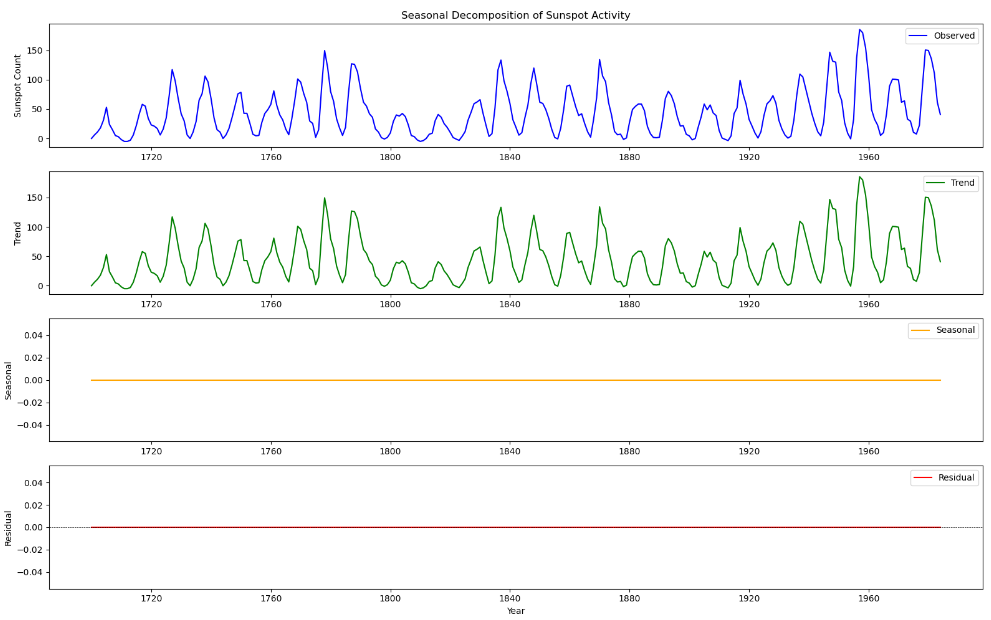 Seasonal Decomposition of Sunspot Activity
Sunspot Count
150
100
50
0
Observed
1720 1760 1800 1840 1880 1920 1960
Trend
150
100
50
0
Trend
1720 1760 1800 1840 1880 1920 1960
Seasonal
0.04
0.02
0.00
−0.02
−0.04
Seasonal
1720 1760 1800 1840 1880 1920 1960
Residual
0.04
0.02
0.00
−0.02
−0.04
Residual
1720 1760 1800 1840 1880 1920 1960
Year